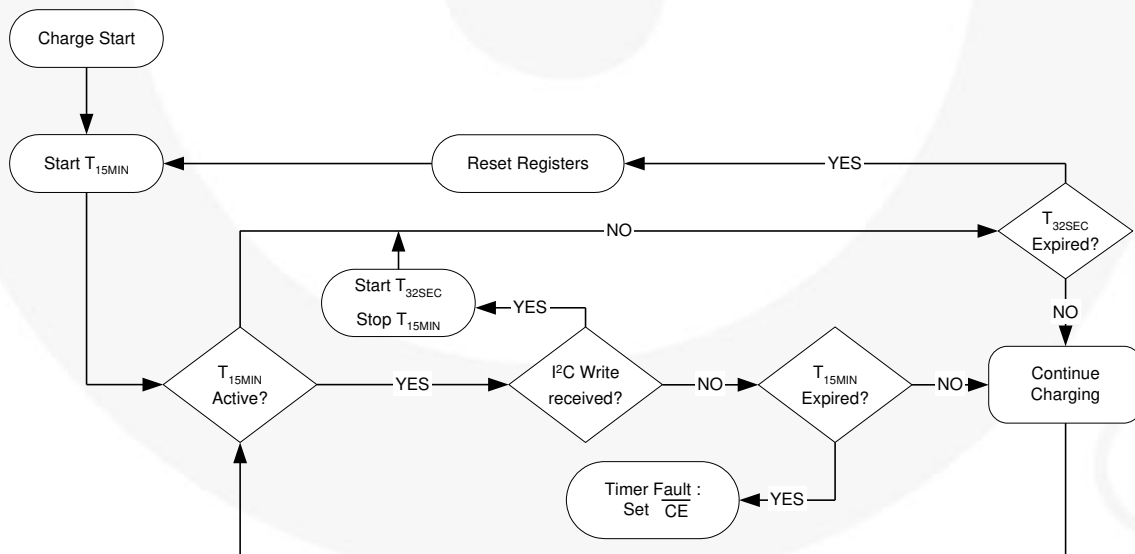 Charge Start
Start T15MIN
Reset Registers
YES
T32SEC
Expired?
NO
Start T32SEC
Stop T15MIN
YES
NO
T15MIN
Active?
YES
I²C Write
received?
NO
T15MIN
Expired?
NO
Continue
Charging
Timer Fault :
Set CE
YES